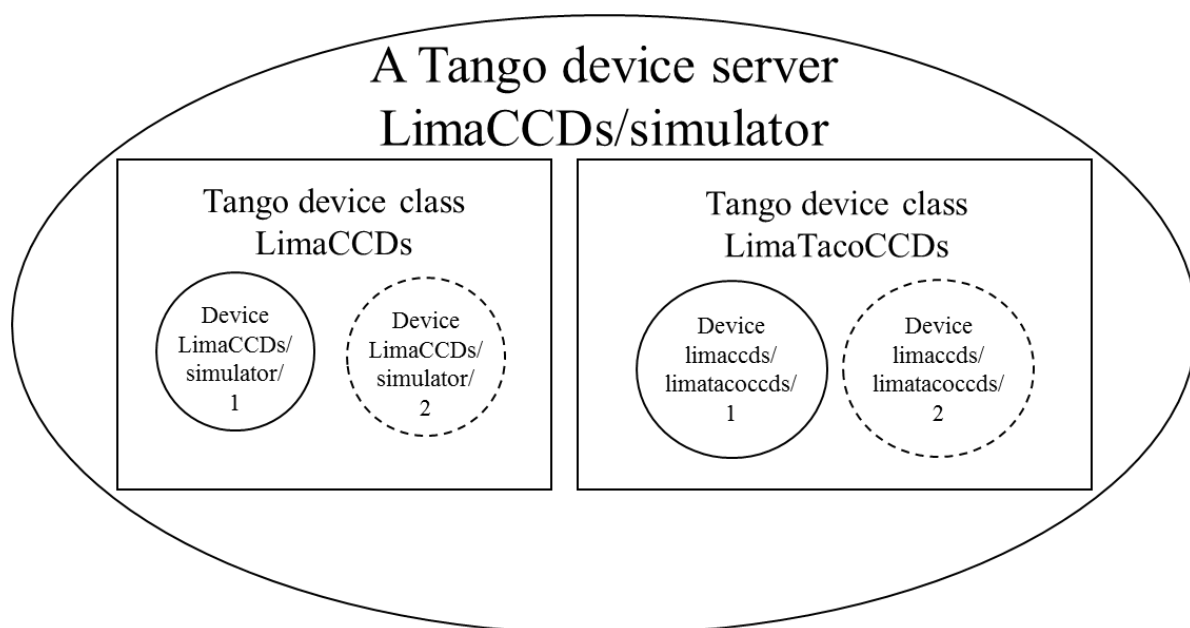 A Tango device server
LimaCCDs/simulator
Tango device class
LimaCCDs
Device
LimaCCDs/
simulator/
1
Device
LimaCCDs/
simulator/
2
Tango device class
LimaTacoCCDs
Device
limaccds/
limatacoccds/
1
Device
limaccds/
limatacoccds/
2